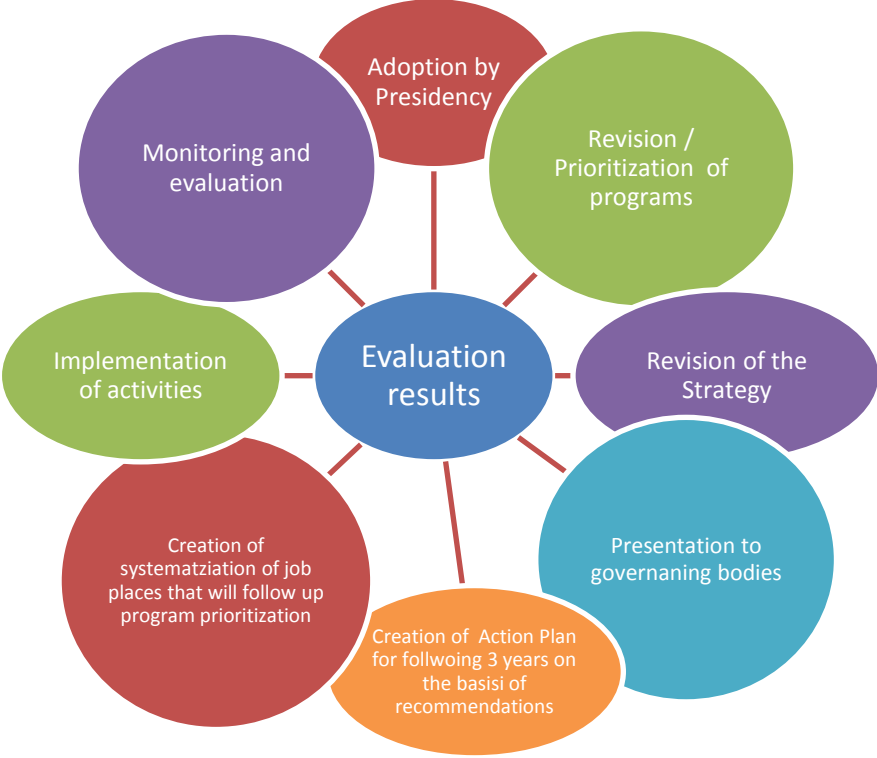 Adoption by
Presidency
Revision /
Prioritization of
programs
Revision of the
Strategy
Presentation to
governaning bodies
Creation of Action Plan
for follwoing 3 years on
the basisi of
recommendations
Creation of
systematziation of job
places that will follow up
program prioritization
Implementation
of activities
Monitoring and
evaluation
Evaluation
results